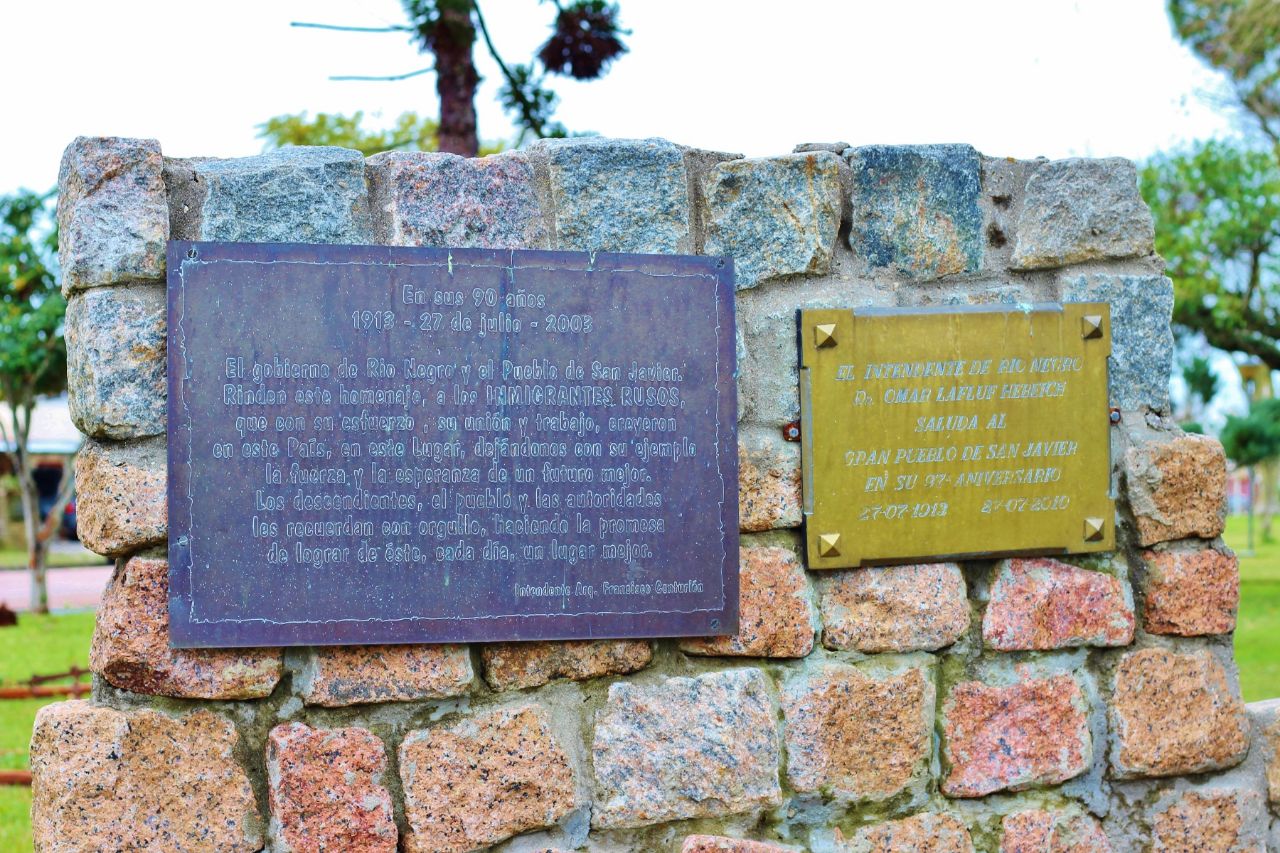 En sus 90 años
1913 - 27 de julio - 2003
El gobierno de Rio Negro y el Pueblo de San Javier.
Rinden este homenaje, a los INMIGRANTES RUSOS,
que con su esfuerzo, su unión y trabajo, creyeron
en este País, en este Lugar, dejándonos con su ejemplo
la fuerza y la esperanza de un futuro mejor.
Los descendientes, el pueblo y las autoridades
les recuerdan con orgullo, haciendo la promesa
de lograr de éste, cada día, un lugar mejor.
Intendente Arq. Francisco Centurión
EL INTENDENTE DE RIO NEGRO
Dr. OMAR LAFLUF HEBEICH
SALUDA AL
GRAN PUEBLO DE SAN JAVIER
EN SU 97º ANIVERSARIO
27-07-1913 27-07-2010